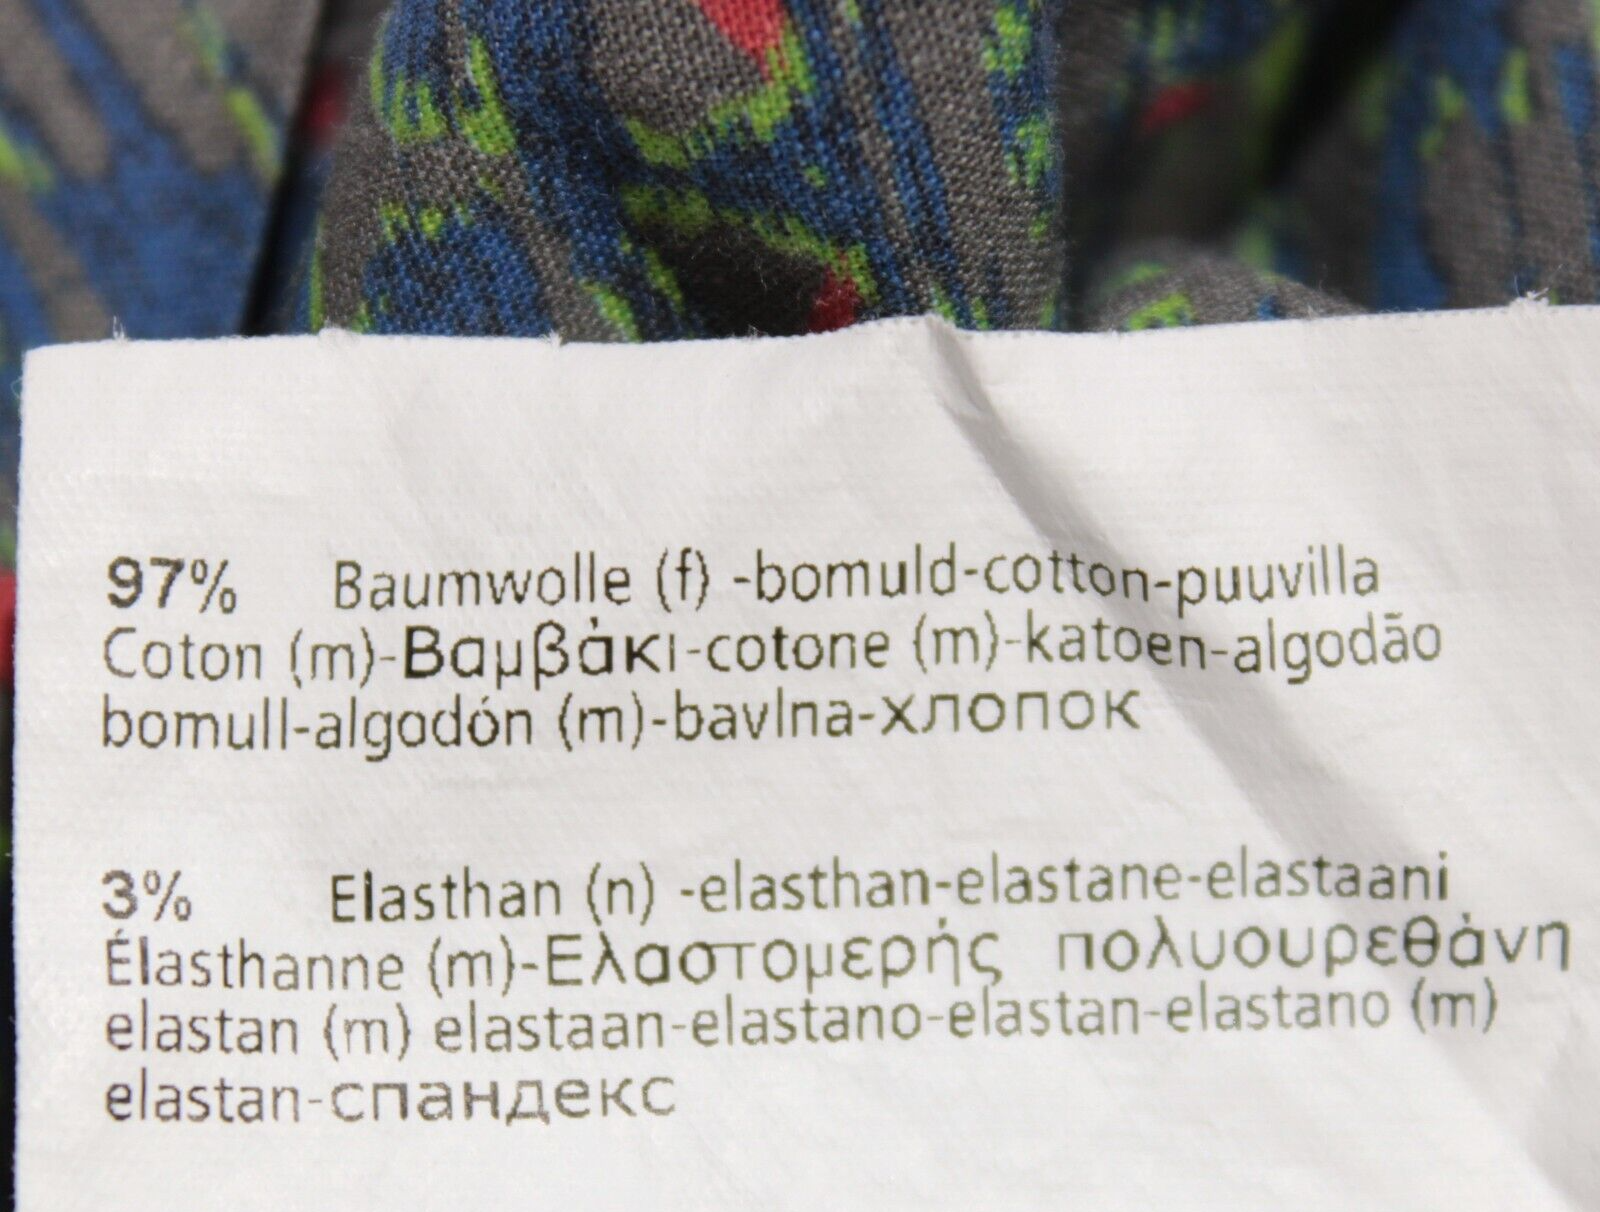 97% Baumwolle (f) -bomuld-cotton-puuvilla
Coton (m)-Βαμβάκι-cotone (m)-katoen-algodão
bomull-algodón (m)-bavlna-хлопок
3% Elasthan (n) -elasthan-elastane-elastaani
Élasthanne (m)-Ελαστομερής πολυουρεθάνη
elastan (m) elastaan-elastano-elastan-elastano (m)
elastan-спандекс